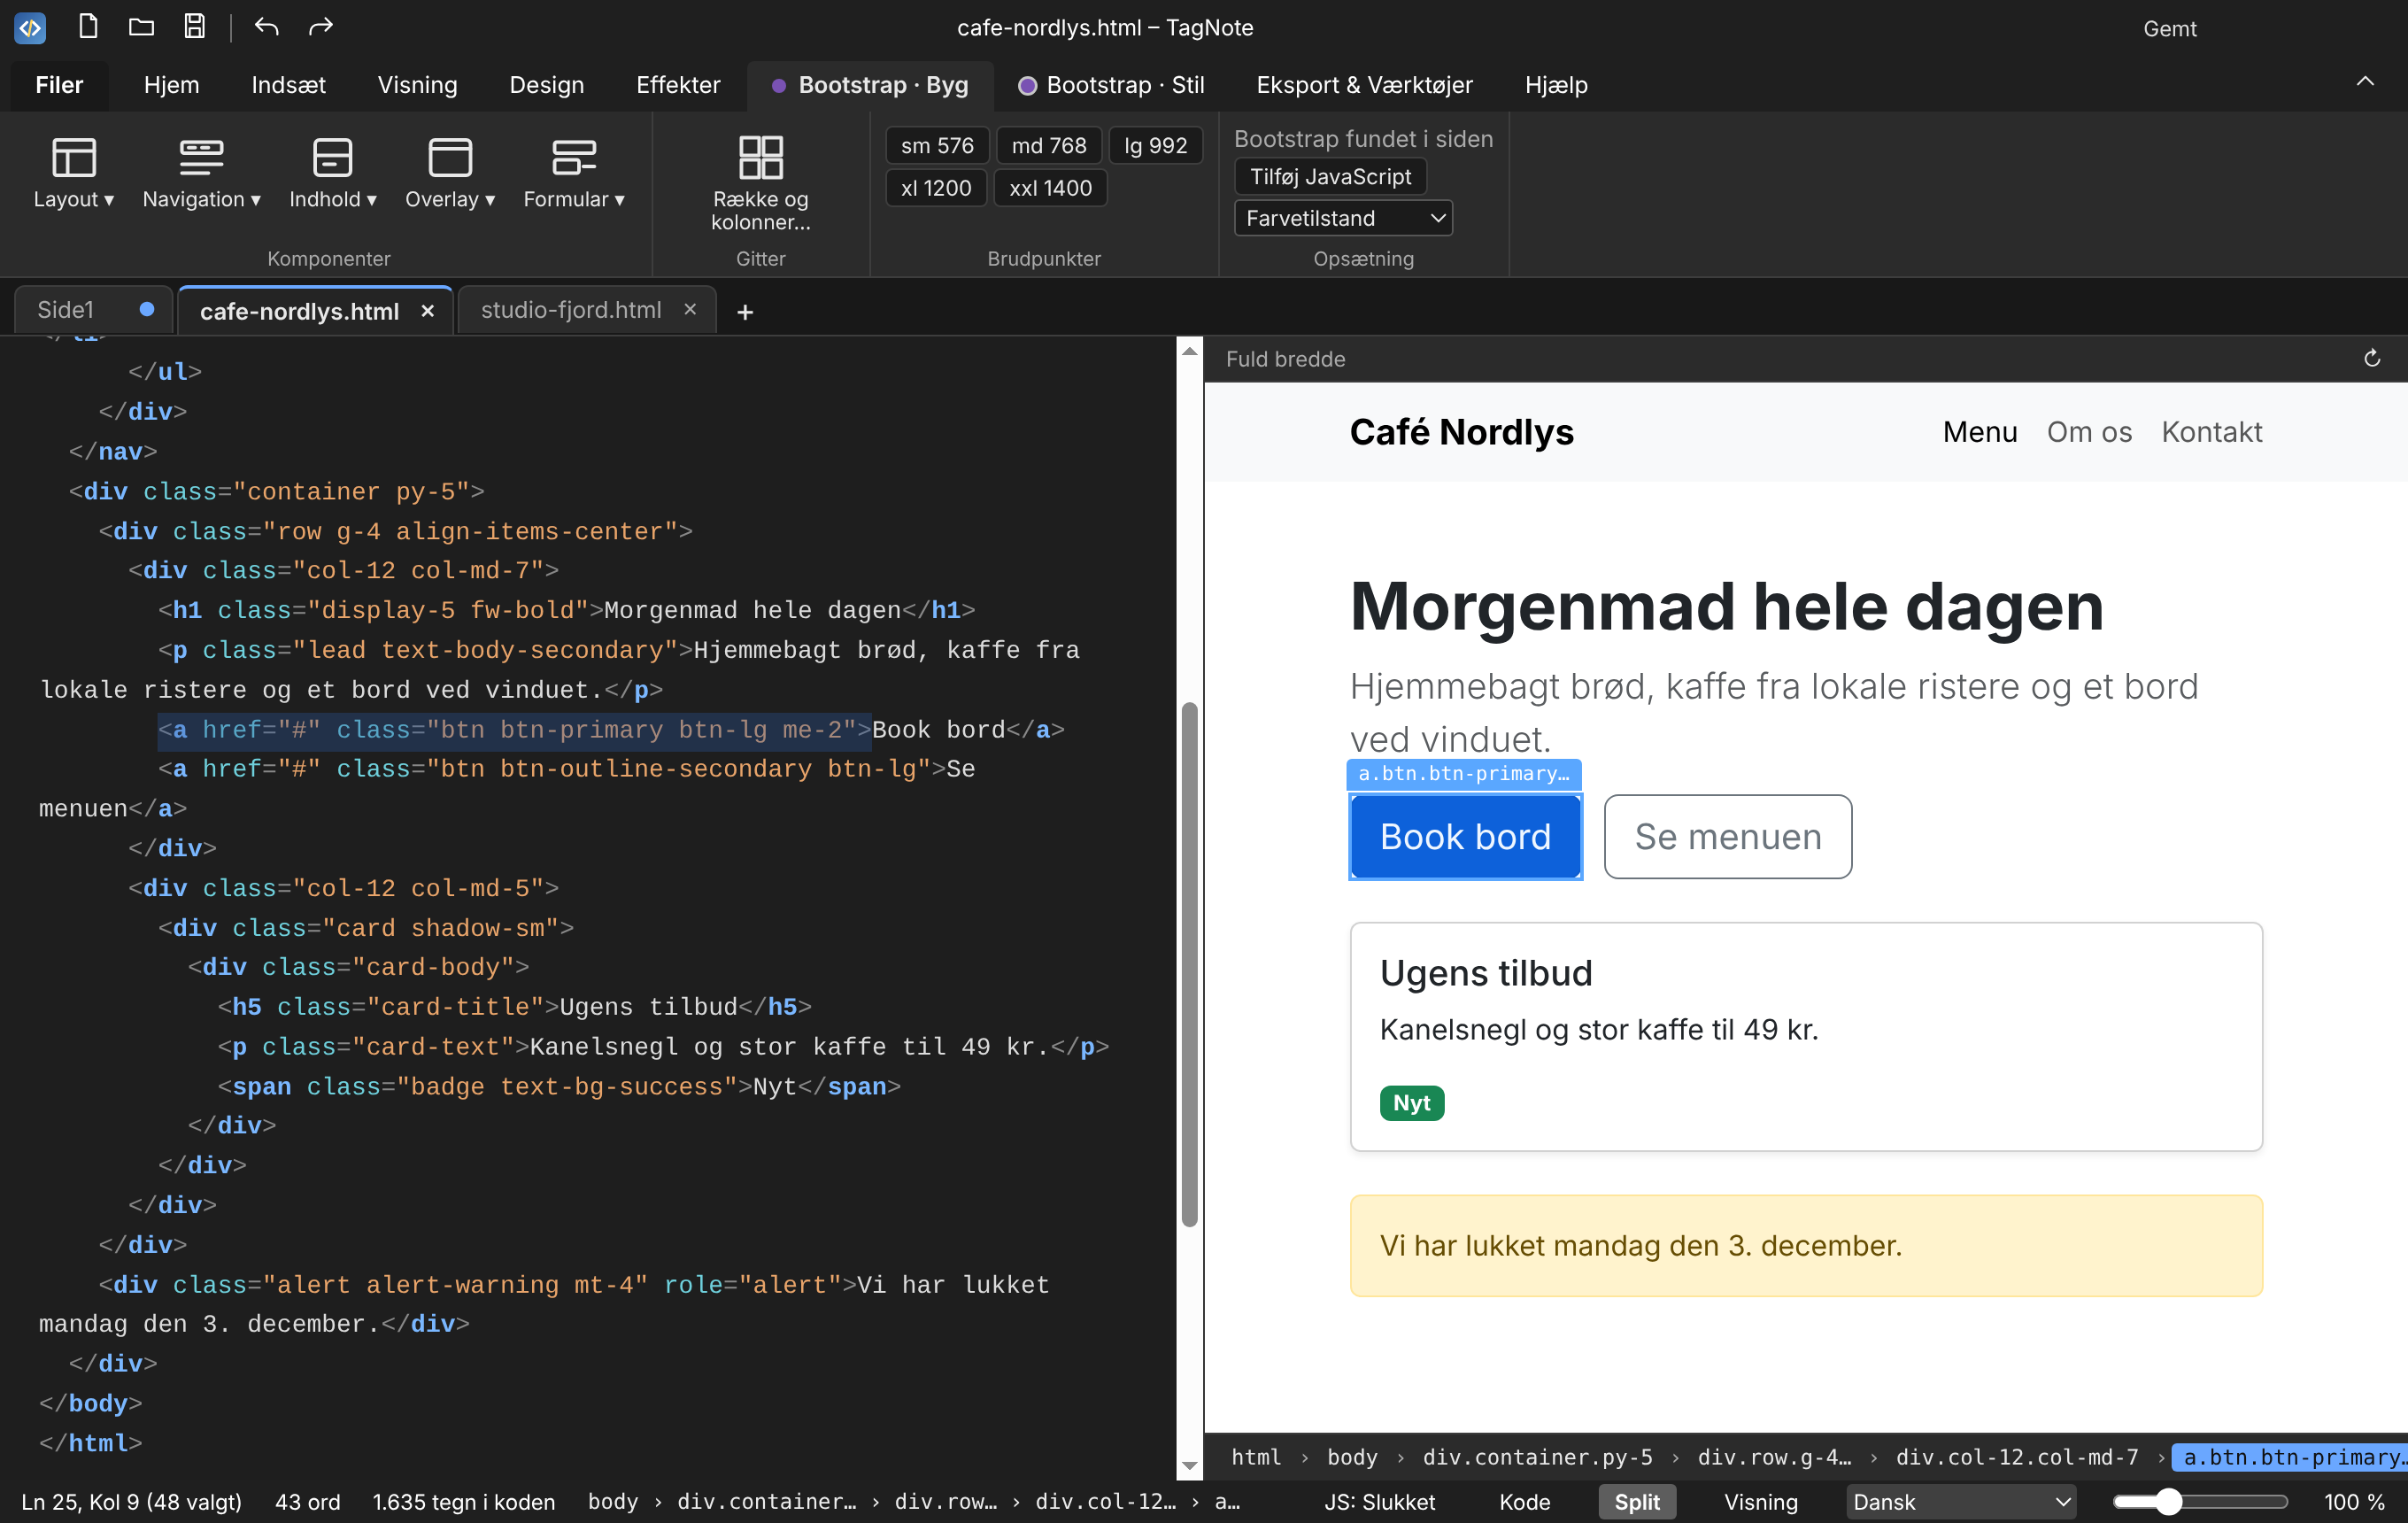 cafe-nordlys.html – TagNote
Gemt
Filer Hjem Indsæt Visning Design Effekter Bootstrap · Byg Bootstrap · Stil Eksport & Værktøjer Hjælp
Layout ▾ Navigation ▾ Indhold ▾ Overlay ▾ Formular ▾
Komponenter
Række og
kolonner...
Gitter
sm 576 md 768 lg 992
xl 1200 xxl 1400
Brudpunkter
Bootstrap fundet i siden
Tilføj JavaScript
Farvetilstand
Opsætning
Side1 cafe-nordlys.html × studio-fjord.html × +
</li>
</ul>
</div>
</nav>
<div class="container py-5">
<div class="row g-4 align-items-center">
<div class="col-12 col-md-7">
<h1 class="display-5 fw-bold">Morgenmad hele dagen</h1>
<p class="lead text-body-secondary">Hjemmebagt brød, kaffe fra
lokale ristere og et bord ved vinduet.</p>
<a href="#" class="btn btn-primary btn-lg me-2">Book bord</a>
<a href="#" class="btn btn-outline-secondary btn-lg">Se
menuen</a>
</div>
<div class="col-12 col-md-5">
<div class="card shadow-sm">
<div class="card-body">
<h5 class="card-title">Ugens tilbud</h5>
<p class="card-text">Kanelsnegl og stor kaffe til 49 kr.</p>
<span class="badge text-bg-success">Nyt</span>
</div>
</div>
</div>
</div>
<div class="alert alert-warning mt-4" role="alert">Vi har lukket
mandag den 3. december.</div>
</div>
</body>
</html>
Fuld bredde
Café Nordlys
Menu Om os Kontakt
Morgenmad hele dagen
Hjemmebagt brød, kaffe fra lokale ristere og et bord
ved vinduet.
a.btn.btn-primary…
Book bord
Se menuen
Ugens tilbud
Kanelsnegl og stor kaffe til 49 kr.
Nyt
Vi har lukket mandag den 3. december.
html › body › div.container.py-5 › div.row.g-4… › div.col-12.col-md-7 › a.btn.btn-primary…
Ln 25, Kol 9 (48 valgt) 43 ord 1.635 tegn i koden body › div.container… › div.row… › div.col-12… › a… JS: Slukket Kode Split Visning Dansk 100 %